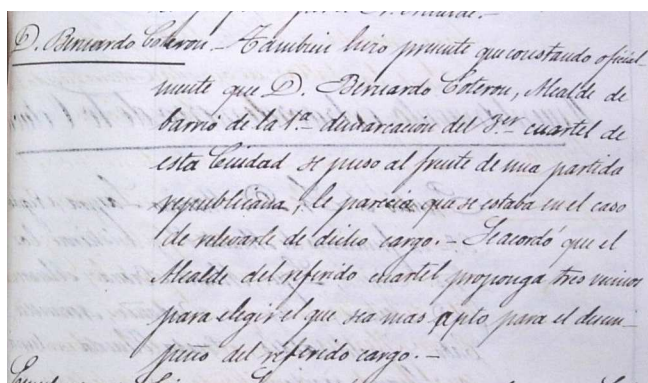 D. Bernardo Coterou.- Tambien hizo presente que constando oficial-
mente que D. Bernardo Coterou, Alcalde de
barrio de la 1.ª demarcacion del 3.er cuartel de
esta Ciudad se puso al frente de una partida
republicana, le parecia que se estaba en el caso
de relevarle de dicho cargo.- Se acordó que el
Alcalde del referido cuartel proponga tres vecinos
para elegir el que sea mas apto para el desem-
peño del referido cargo.-